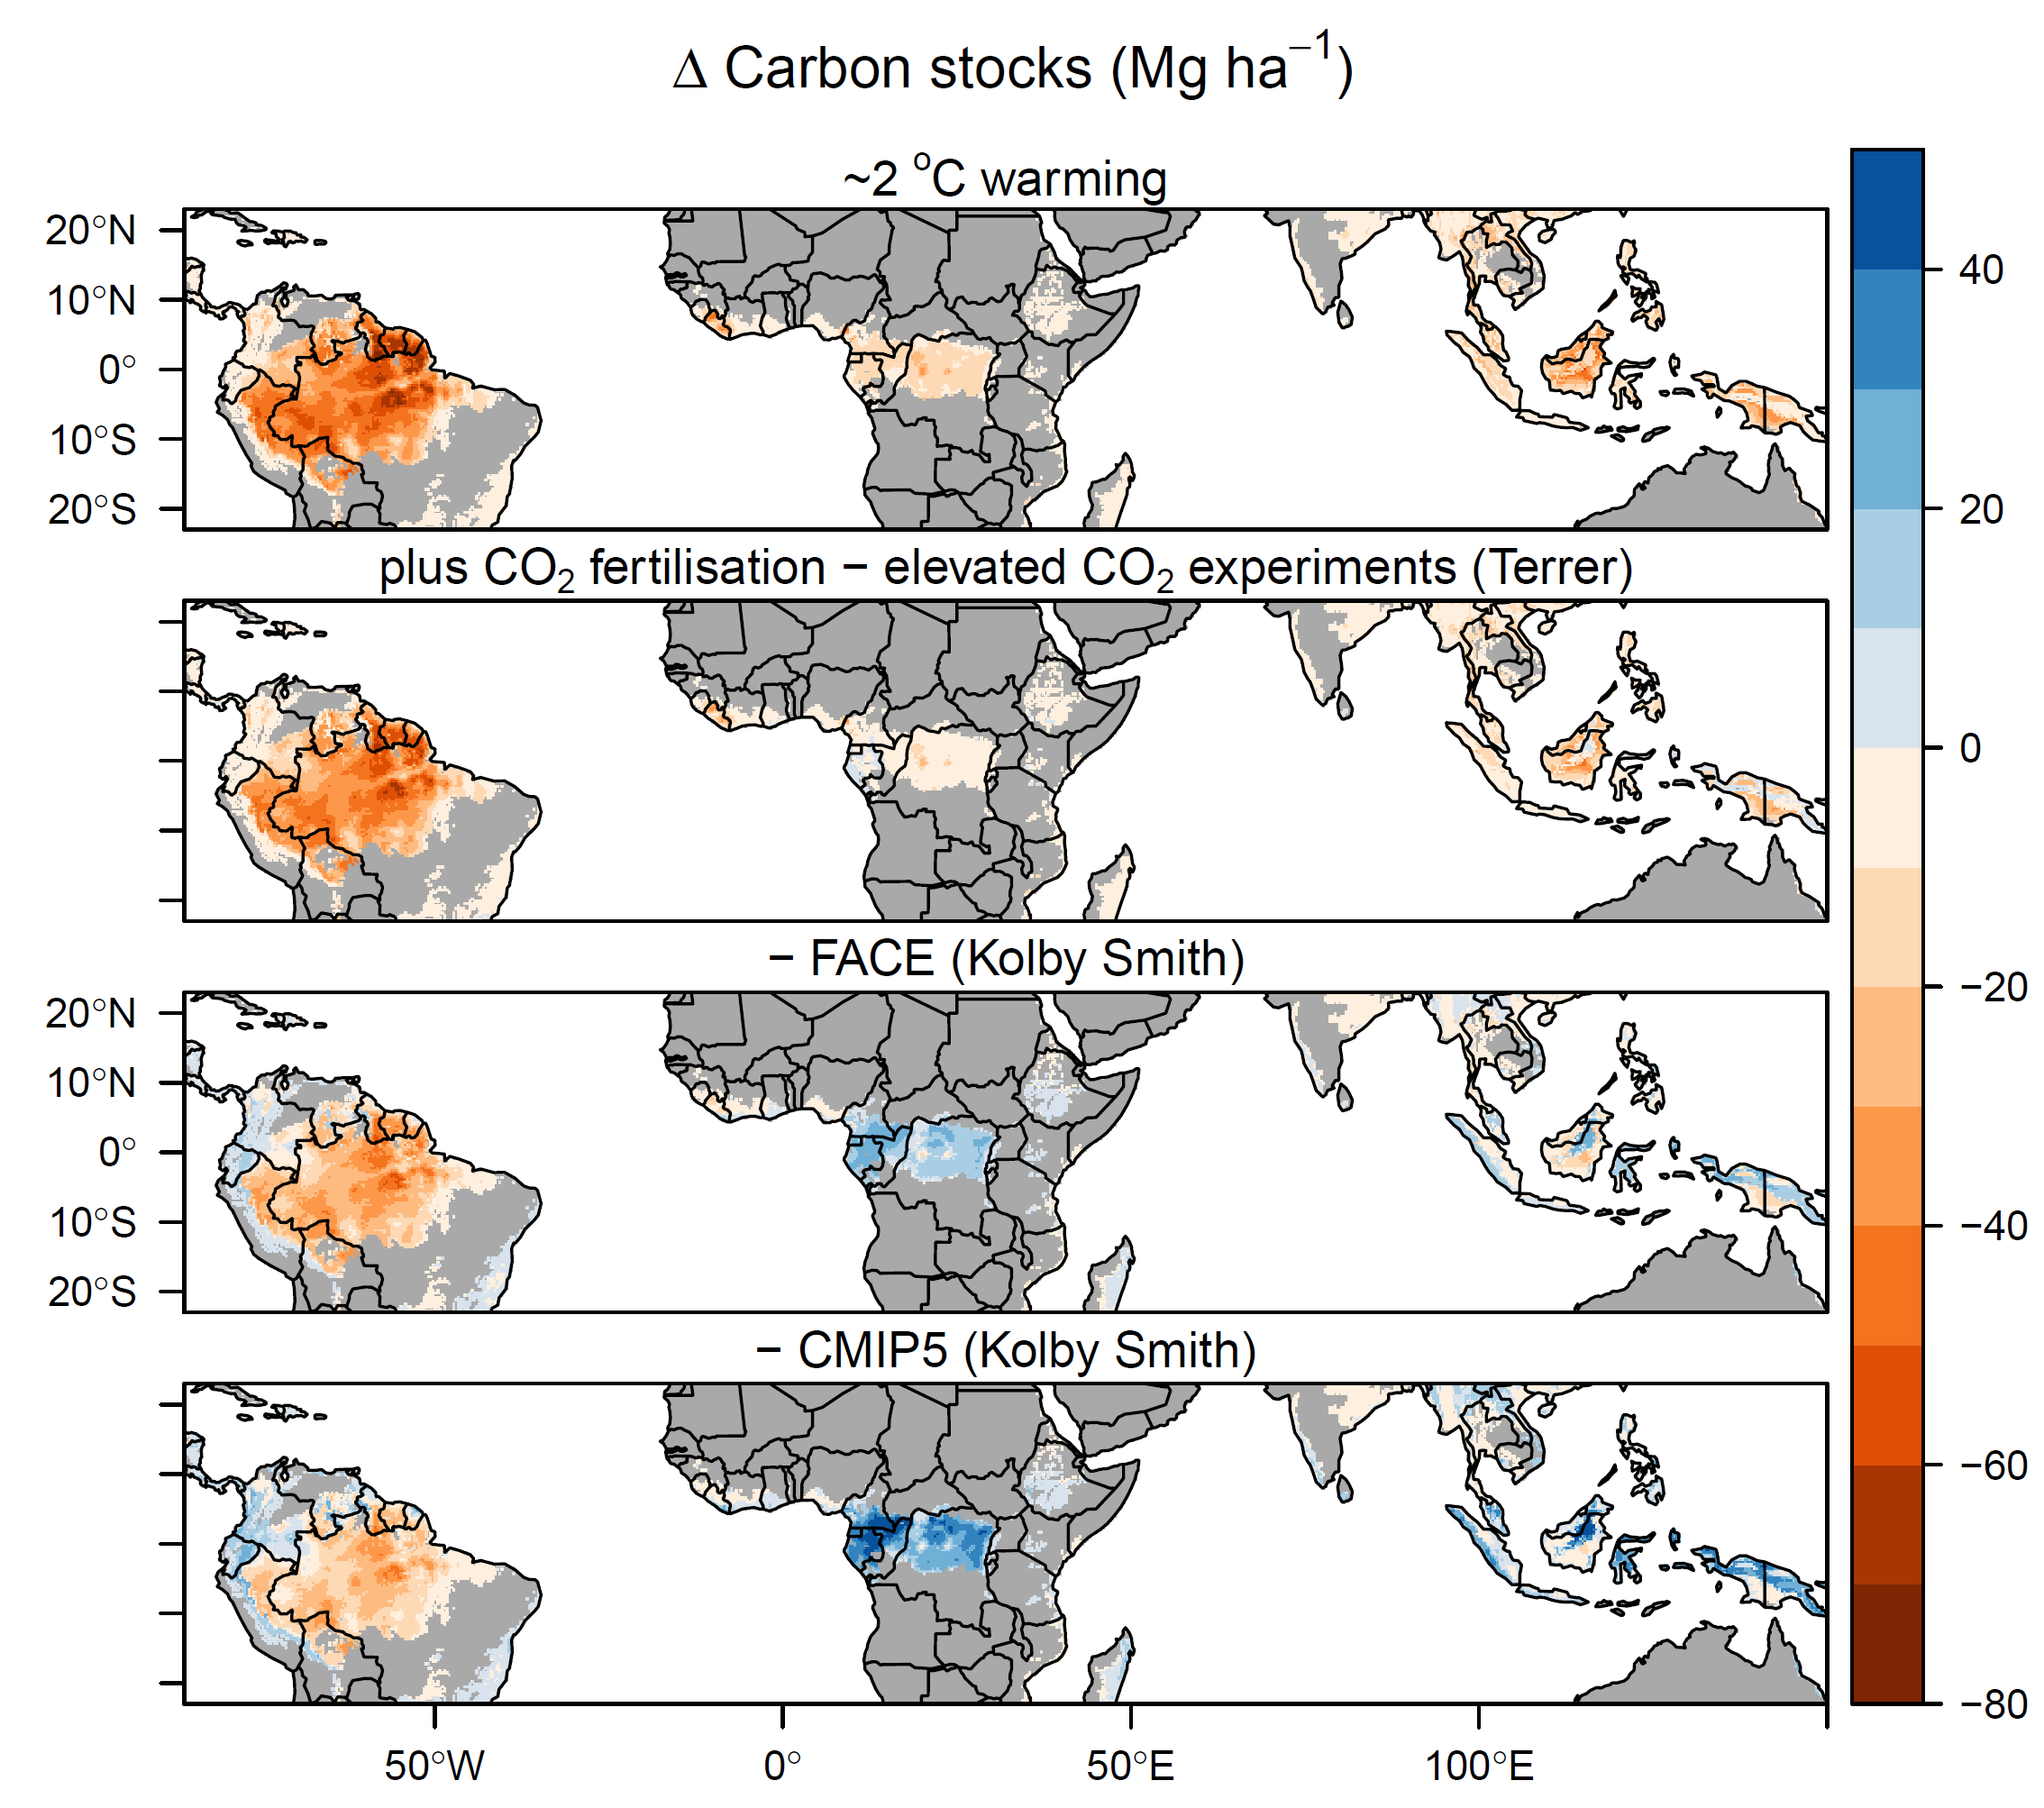 Δ Carbon stocks (Mg ha⁻¹)
~2 °C warming
20°N
10°N
0°
10°S
20°S
plus CO₂ fertilisation − elevated CO₂ experiments (Terrer)
− FACE (Kolby Smith)
20°N
10°N
0°
10°S
20°S
− CMIP5 (Kolby Smith)
50°W
0°
50°E
100°E
40
20
0
−20
−40
−60
−80